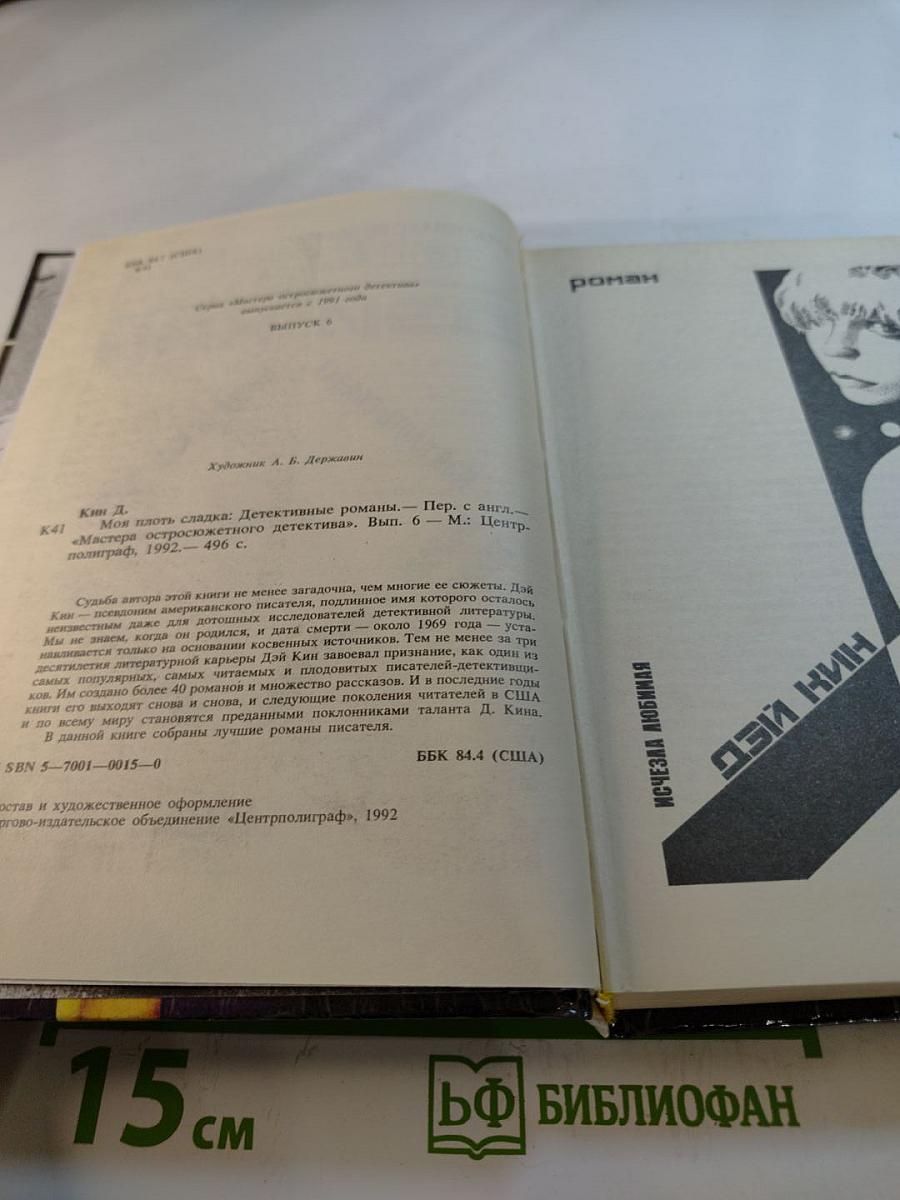 ББК 84.7 (США)
К41
Серия «Мастера остросюжетного детектива»
выпускается с 1991 года
ВЫПУСК 6
Художник А. Б. Державин
Кин Д.
К41 Моя плоть сладка: Детективные романы.— Пер. с англ.—
«Мастера остросюжетного детектива». Вып. 6 — М.: Центр-
полиграф, 1992.— 496 с.
Судьба автора этой книги не менее загадочна, чем многие ее сюжеты. Дэй
Кин — псевдоним американского писателя, подлинное имя которого осталось
неизвестным даже для дотошных исследователей детективной литературы.
Мы не знаем, когда он родился, и дата смерти — около 1969 года — уста-
навливается только на основании косвенных источников. Тем не менее за три
десятилетия литературной карьеры Дэй Кин завоевал признание, как один из
самых популярных, самых читаемых и плодовитых писателей-детективщи-
ков. Им создано более 40 романов и множество рассказов. И в последние годы
книги его выходят снова и снова, и следующие поколения читателей в США
и по всему миру становятся преданными поклонниками таланта Д. Кина.
В данной книге собраны лучшие романы писателя.
SBN 5—7001—0015—0
ББК 84.4 (США)
остав и художественное оформление
ргово-издательское объединение «Центрполиграф», 1992
роман
ИСЧЕЗЛА ЛЮБИМАЯ
ДЭЙ КИН
15 см
БФ БИБЛИОФАН